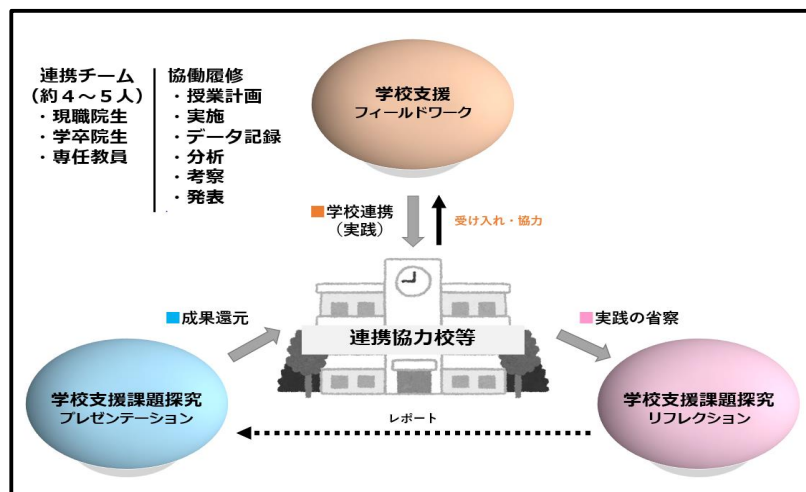 連携チーム
(約４～５人)
・現職院生
・学卒院生
・専任教員
協働履修
・授業計画
・実施
・データ記録
・分析
・考察
・発表
学校支援
フィールドワーク
■学校連携
(実践)
受け入れ・協力
■成果還元
連携協力校等
■実践の省察
学校支援課題探究
プレゼンテーション
レポート
学校支援課題探究
リフレクション